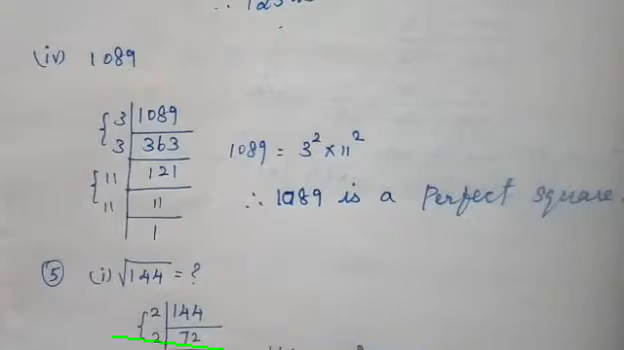 (iv) 1089
3 | 1089
3 | 363
11 | 121
11 | 11
1
1089 = 3² × 11²
∴ 1089 is a Perfect Square.
(5) (i) √144 = ?
2 | 144
2 | 72